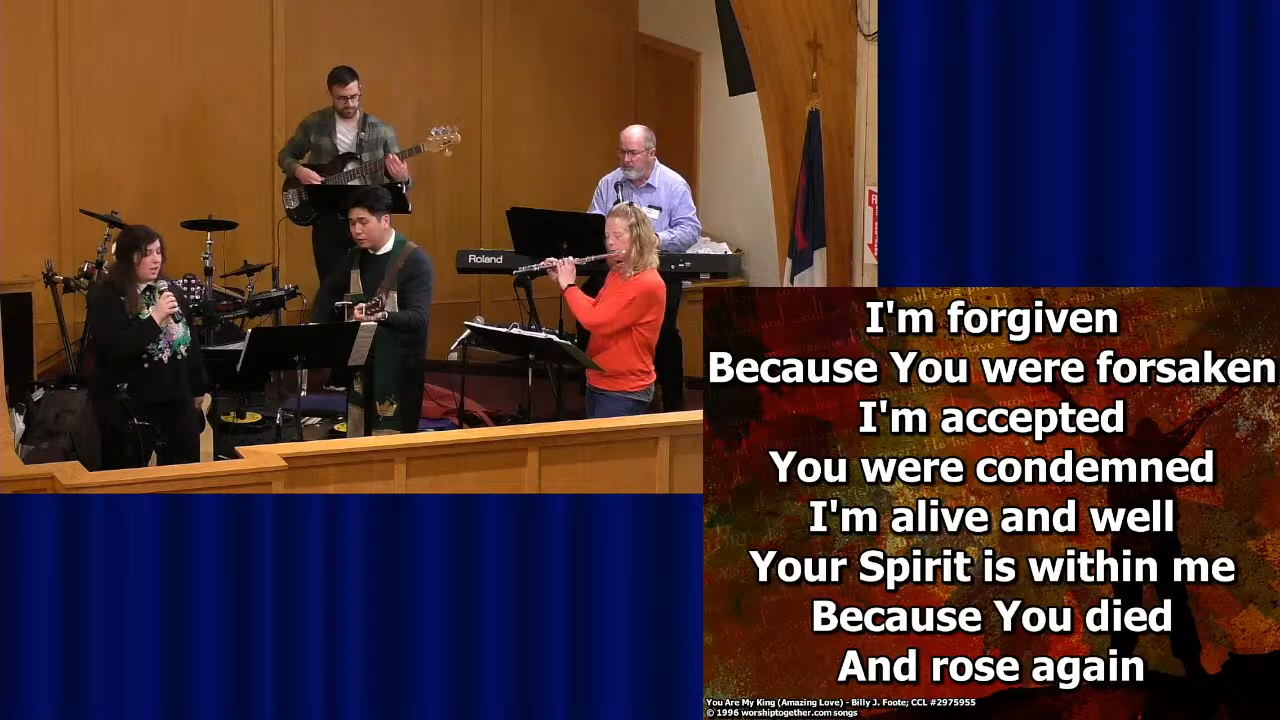 Roland
I'm forgiven
Because You were forsaken
I'm accepted
You were condemned
I'm alive and well
Your Spirit is within me
Because You died
And rose again
You Are My King (Amazing Love) - Billy J. Foote; CCL #2975955
© 1996 worshiptogether.com songs